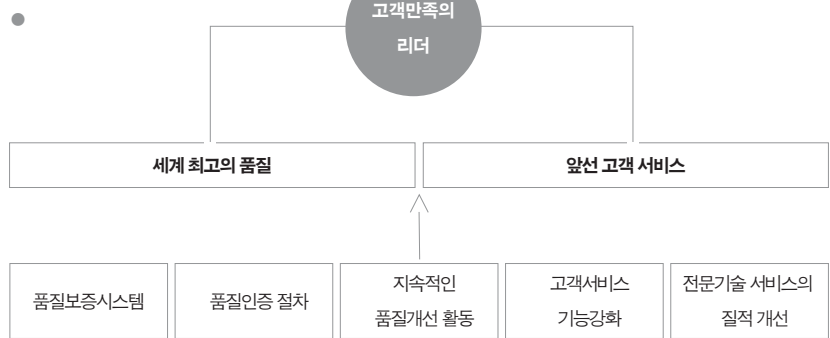 고객만족의
리더
세계 최고의 품질
앞선 고객 서비스
품질보증시스템
품질인증 절차
지속적인
품질개선 활동
고객서비스
기능강화
전문기술 서비스의
질적 개선